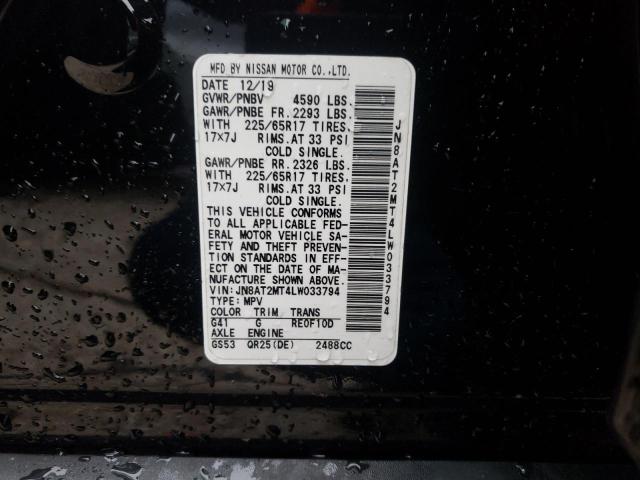 MFD BY NISSAN MOTOR CO.,LTD.
DATE 12/19
GVWR/PNBV 4590 LBS.
GAWR/PNBE FR. 2293 LBS.
WITH 225/65R17 TIRES,
17X7J RIMS.AT 33 PSI
COLD SINGLE.
GAWR/PNBE RR. 2326 LBS.
WITH 225/65R17 TIRES,
17X7J RIMS.AT 33 PSI
COLD SINGLE.
THIS VEHICLE CONFORMS
TO ALL APPLICABLE FED-
ERAL MOTOR VEHICLE SA-
FETY AND THEFT PREVEN-
TION STANDARDS IN EFF-
ECT ON THE DATE OF MA-
NUFACTURE SHOWN ABOVE.
VIN: JN8AT2MT4LW033794
TYPE: MPV
COLOR TRIM TRANS
G41 G RE0F10D
AXLE ENGINE
GS53 QR25(DE) 2488CC
JN8AT2MT4LW033794